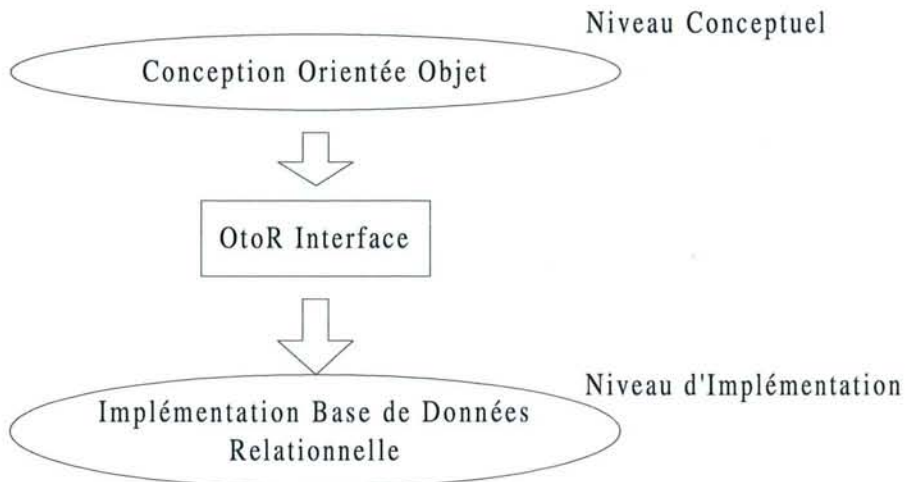 Niveau Conceptuel
Conception Orientée Objet
OtoR Interface
Niveau d'Implémentation
Implémentation Base de Données
Relationnelle